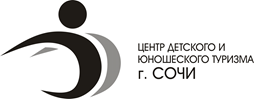 ЦЕНТР ДЕТСКОГО И
ЮНОШЕСКОГО ТУРИЗМА
г. СОЧИ